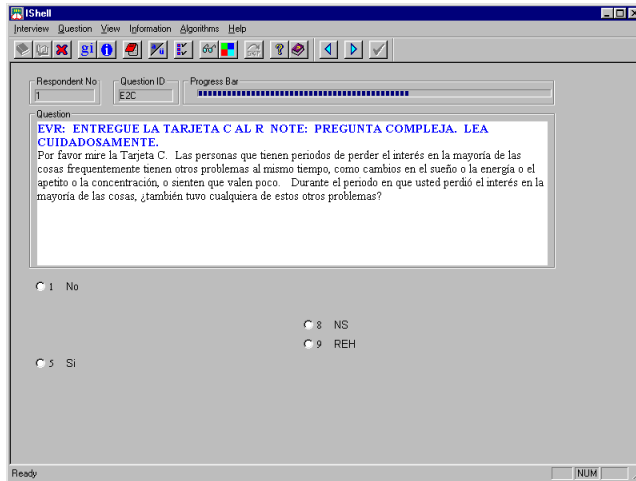 IShell
Interview Question View Information Algorithms Help
gi
Respondent No
Question ID
Progress Bar
1
E2C
Question
EVR: ENTREGUE LA TARJETA C AL R NOTE: PREGUNTA COMPLEJA. LEA
CUIDADOSAMENTE.
Por favor mire la Tarjeta C. Las personas que tienen periodos de perder el interés en la mayoría de las
cosas frequentemente tienen otros problemas al mismo tiempo, como cambios en el sueño o la energía o el
apetito o la concentración, o sienten que valen poco. Durante el periodo en que usted perdió el interés en la
mayoría de las cosas, ¿también tuvo cualquiera de estos otros problemas?
1 No
8 NS
9 REH
5 Si
Ready
NUM